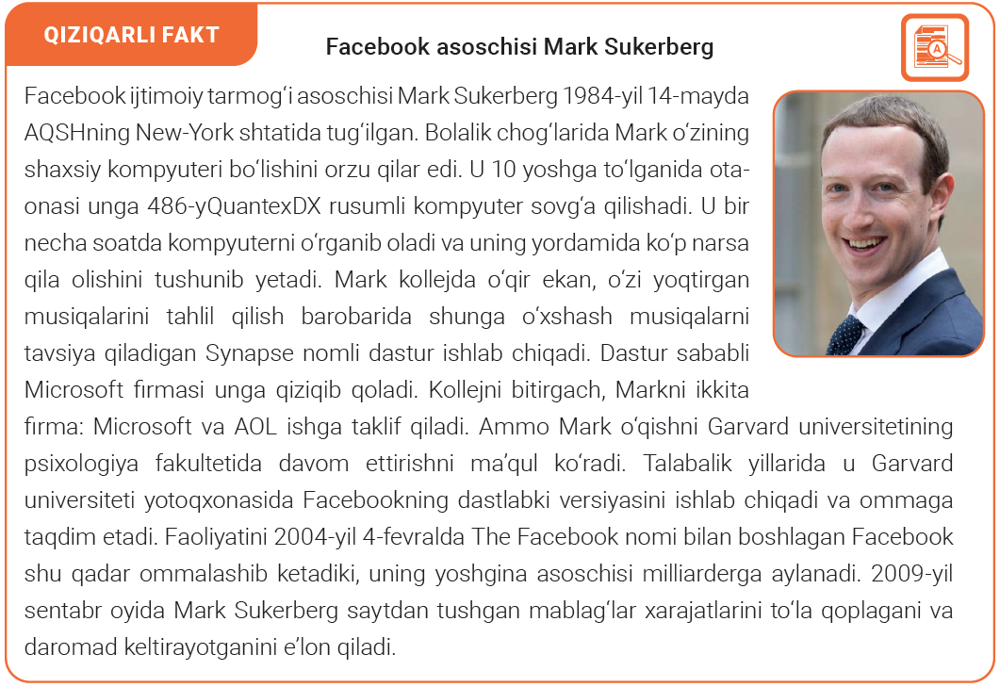 QIZIQARLI FAKT
Facebook asoschisi Mark Sukerberg
A
Facebook ijtimoiy tarmog‘i asoschisi Mark Sukerberg 1984-yil 14-mayda
AQSHning New-York shtatida tug‘ilgan. Bolalik chog‘larida Mark o‘zining
shaxsiy kompyuteri bo‘lishini orzu qilar edi. U 10 yoshga to‘lganida ota-
onasi unga 486-yQuantexDX rusumli kompyuter sovg‘a qilishadi. U bir
necha soatda kompyuterni o‘rganib oladi va uning yordamida ko‘p narsa
qila olishini tushunib yetadi. Mark kollejda o‘qir ekan, o‘zi yoqtirgan
musiqalarini tahlil qilish barobarida shunga o‘xshash musiqalarni
tavsiya qiladigan Synapse nomli dastur ishlab chiqadi. Dastur sababli
Microsoft firmasi unga qiziqib qoladi. Kollejni bitirgach, Markni ikkita
firma: Microsoft va AOL ishga taklif qiladi. Ammo Mark o‘qishni Garvard universitetining
psixologiya fakultetida davom ettirishni ma’qul ko‘radi. Talabalik yillarida u Garvard
universiteti yotoqxonasida Facebookning dastlabki versiyasini ishlab chiqadi va ommaga
taqdim etadi. Faoliyatini 2004-yil 4-fevralda The Facebook nomi bilan boshlagan Facebook
shu qadar ommalashib ketadiki, uning yoshgina asoschisi milliarderga aylanadi. 2009-yil
sentabr oyida Mark Sukerberg saytdan tushgan mablag‘lar xarajatlarini to‘la qoplagani va
daromad keltirayotganini e’lon qiladi.